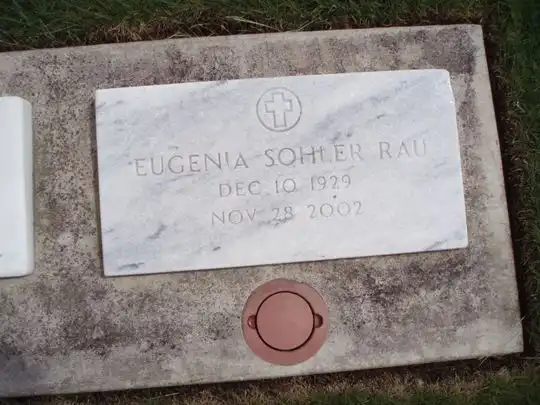 EUGENIA SOHLER RAU
DEC 10 1929
NOV 28 2002